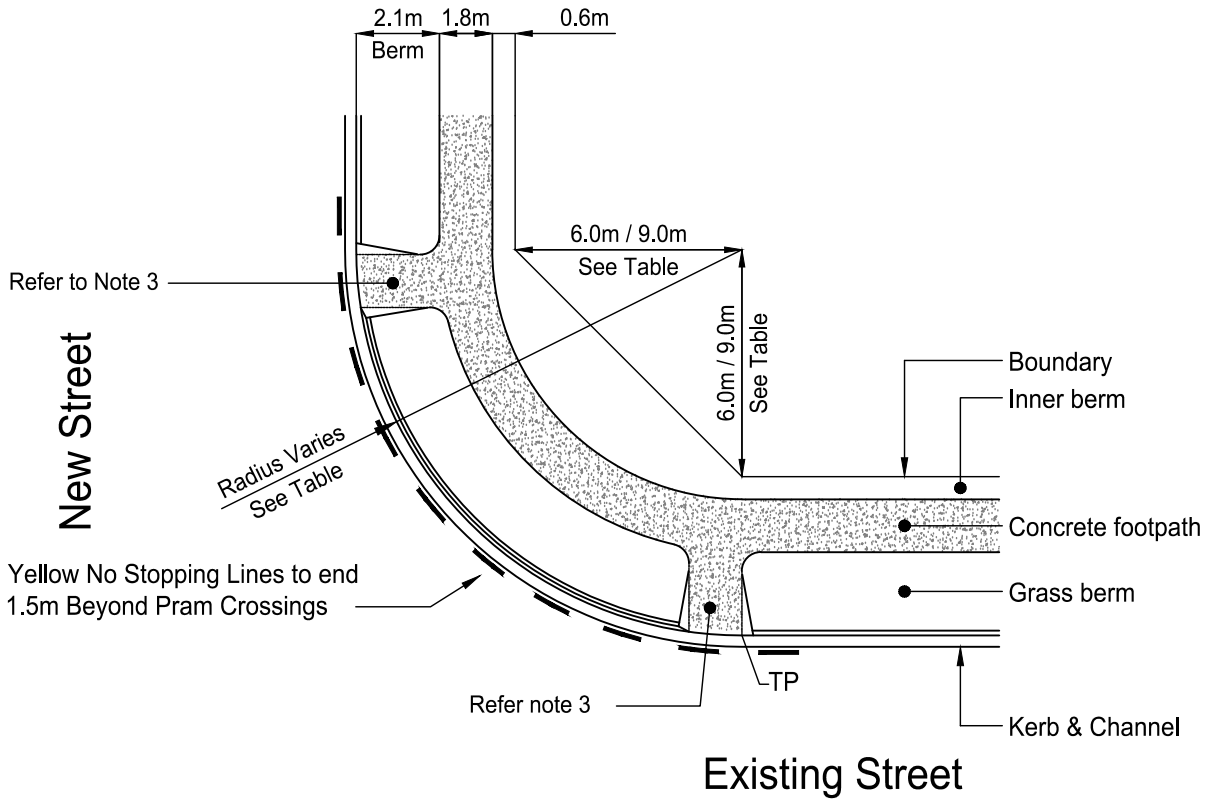 2.1m
1.8m
0.6m
Berm
6.0m / 9.0m
See Table
6.0m / 9.0m
See Table
Refer to Note 3
New Street
Boundary
Inner berm
Radius Varies
See Table
Concrete footpath
Yellow No Stopping Lines to end
1.5m Beyond Pram Crossings
Grass berm
TP
Refer note 3
Kerb & Channel
Existing Street